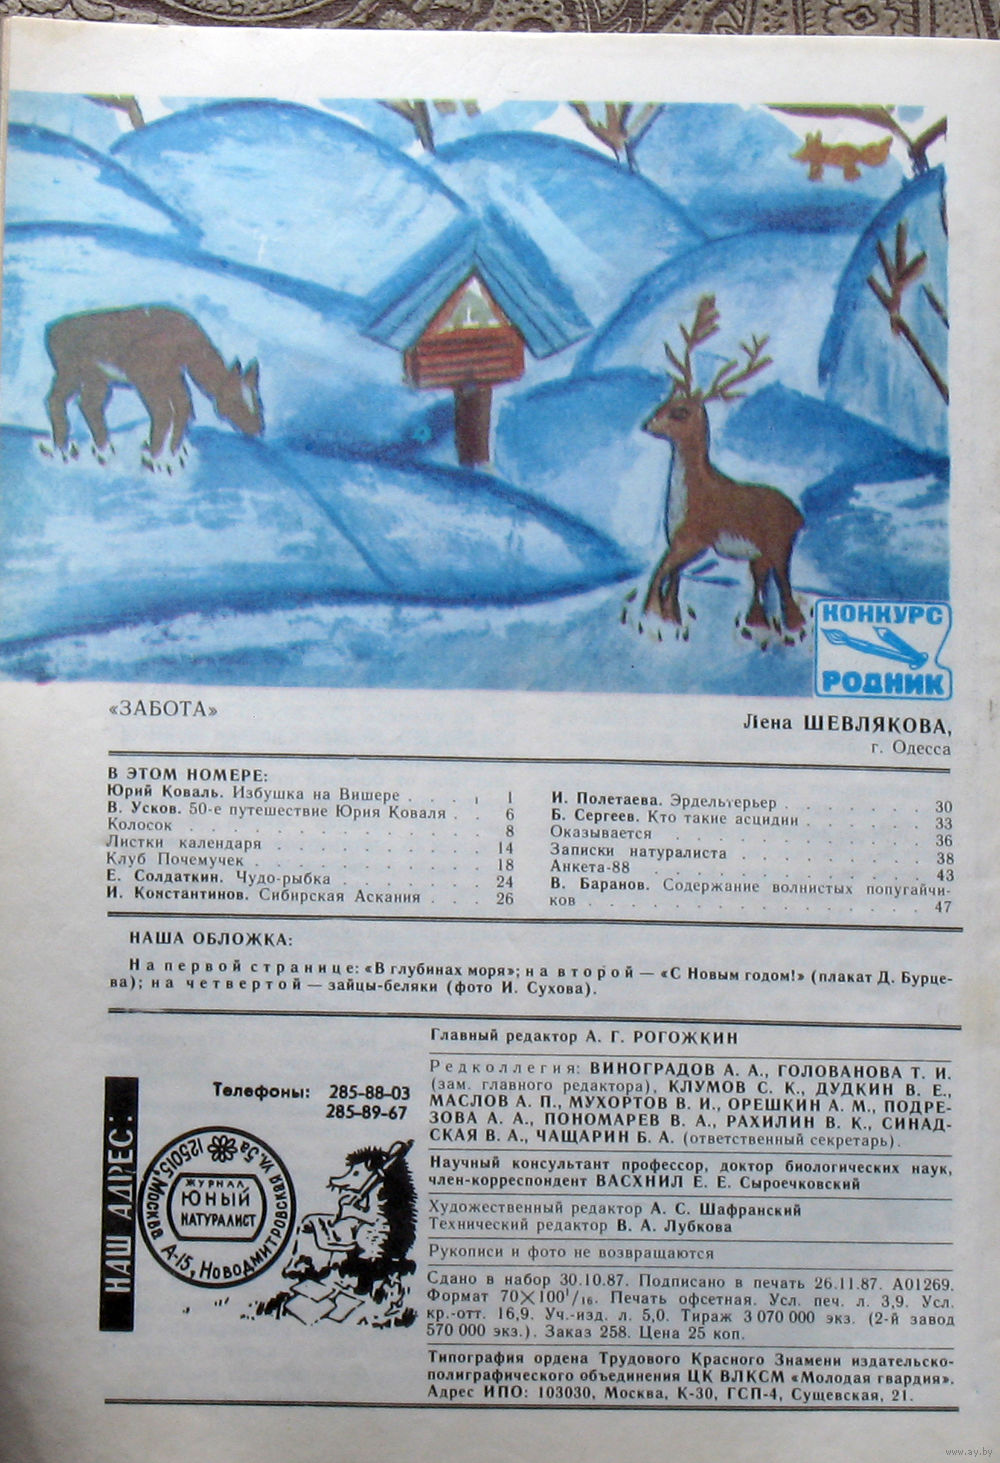 КОНКУРС
РОДНИК
«ЗАБОТА»
Лена ШЕВЛЯКОВА,
г. Одесса
В ЭТОМ НОМЕРЕ:
Юрий Коваль. Избушка на Вишере . . . 1
В. Усков. 50-е путешествие Юрия Коваля . . 6
Колосок . . . . . . . . . . 8
Листки календаря . . . . . . . . 14
Клуб Почемучек . . . . . . . . 18
Е. Солдаткин. Чудо-рыбка . . . . . . 24
И. Константинов. Сибирская Аскания . . . 26
И. Полетаева. Эрдельтерьер . . . . . . . 30
Б. Сергеев. Кто такие асцидии . . . . . . 33
Оказывается . . . . . . . . . . 36
Записки натуралиста . . . . . . . . 38
Анкета-88 . . . . . . . . . . . 43
В. Баранов. Содержание волнистых попугайчи-
ков . . . . . . . . . . . . . 47
НАША ОБЛОЖКА:
На первой странице: «В глубинах моря»; на второй — «С Новым годом!» (плакат Д. Бурце-
ва); на четвертой — зайцы-беляки (фото И. Сухова).
НАШ АДРЕС:
Телефоны: 285-88-03
285-89-67
125015, Москва А-15, Новодмитровская ул. 5а
ЖУРНАЛ
ЮНЫЙ
НАТУРАЛИСТ
Главный редактор А. Г. РОГОЖКИН
Редколлегия: ВИНОГРАДОВ А. А., ГОЛОВАНОВА Т. И.
(зам. главного редактора), КЛУМОВ С. К., ДУДКИН В. Е.,
МАСЛОВ А. П., МУХОРТОВ В. И., ОРЕШКИН А. М., ПОДРЕ-
ЗОВА А. А., ПОНОМАРЕВ В. А., РАХИЛИН В. К., СИНАД-
СКАЯ В. А., ЧАЩАРИН Б. А. (ответственный секретарь).
Научный консультант профессор, доктор биологических наук,
член-корреспондент ВАСХНИЛ Е. Е. Сыроечковский
Художественный редактор А. С. Шафранский
Технический редактор В. А. Лубкова
Рукописи и фото не возвращаются
Сдано в набор 30.10.87. Подписано в печать 26.11.87. А01269.
Формат 70×100¹/₁₆. Печать офсетная. Усл. печ. л. 3,9. Усл.
кр.-отт. 16,9. Уч.-изд. л. 5,0. Тираж 3 070 000 экз. (2-й завод
570 000 экз.). Заказ 258. Цена 25 коп.
Типография ордена Трудового Красного Знамени издательско-
полиграфического объединения ЦК ВЛКСМ «Молодая гвардия».
Адрес ИПО: 103030, Москва, К-30, ГСП-4, Сущевская, 21.
www.ay.by